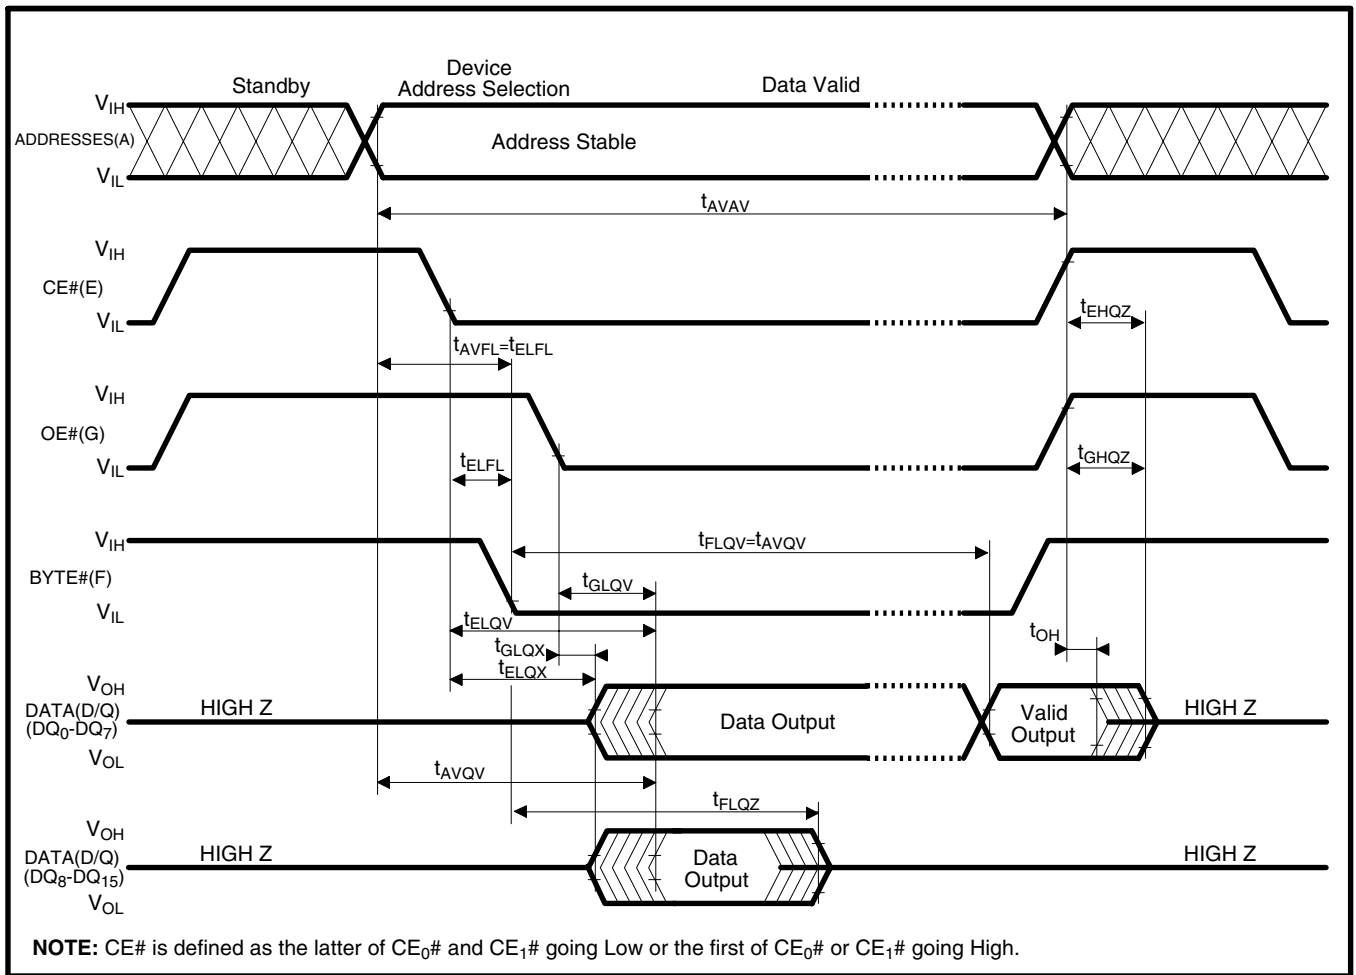 Standby
Device
Address Selection
Data Valid
VIH
ADDRESSES(A)
Address Stable
VIL
tAVAV
VIH
CE#(E)
VIL
tEHQZ
tAVFL=tELFL
VIH
OE#(G)
VIL
tELFL
tGHQZ
VIH
tFLQV=tAVQV
BYTE#(F)
tGLQV
VIL
tELQV
tOH
tGLQX
tELQX
VOH
DATA(D/Q)
(DQ0-DQ7)
HIGH Z
Data Output
Valid
Output
HIGH Z
VOL
tAVQV
tFLQZ
VOH
DATA(D/Q)
(DQ8-DQ15)
HIGH Z
Data
Output
HIGH Z
VOL
NOTE: CE# is defined as the latter of CE0# and CE1# going Low or the first of CE0# or CE1# going High.